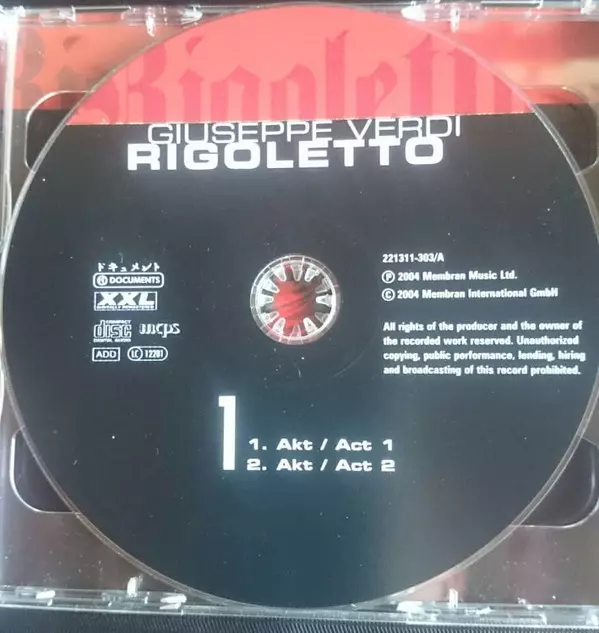 Rigoletto
GIUSEPPE VERDI
RIGOLETTO
ドキュメント
DOCUMENTS
XXL
DIGITALLY REMASTERED
COMPACT
disc
DIGITAL AUDIO
mcps
ADD
LC 12281
221311-303/A
Ⓟ 2004 Membran Music Ltd.
© 2004 Membran International GmbH
All rights of the producer and the owner of
the recorded work reserved. Unauthorized
copying, public performance, lending, hiring
and broadcasting of this record prohibited.
1
1. Akt / Act 1
2. Akt / Act 2